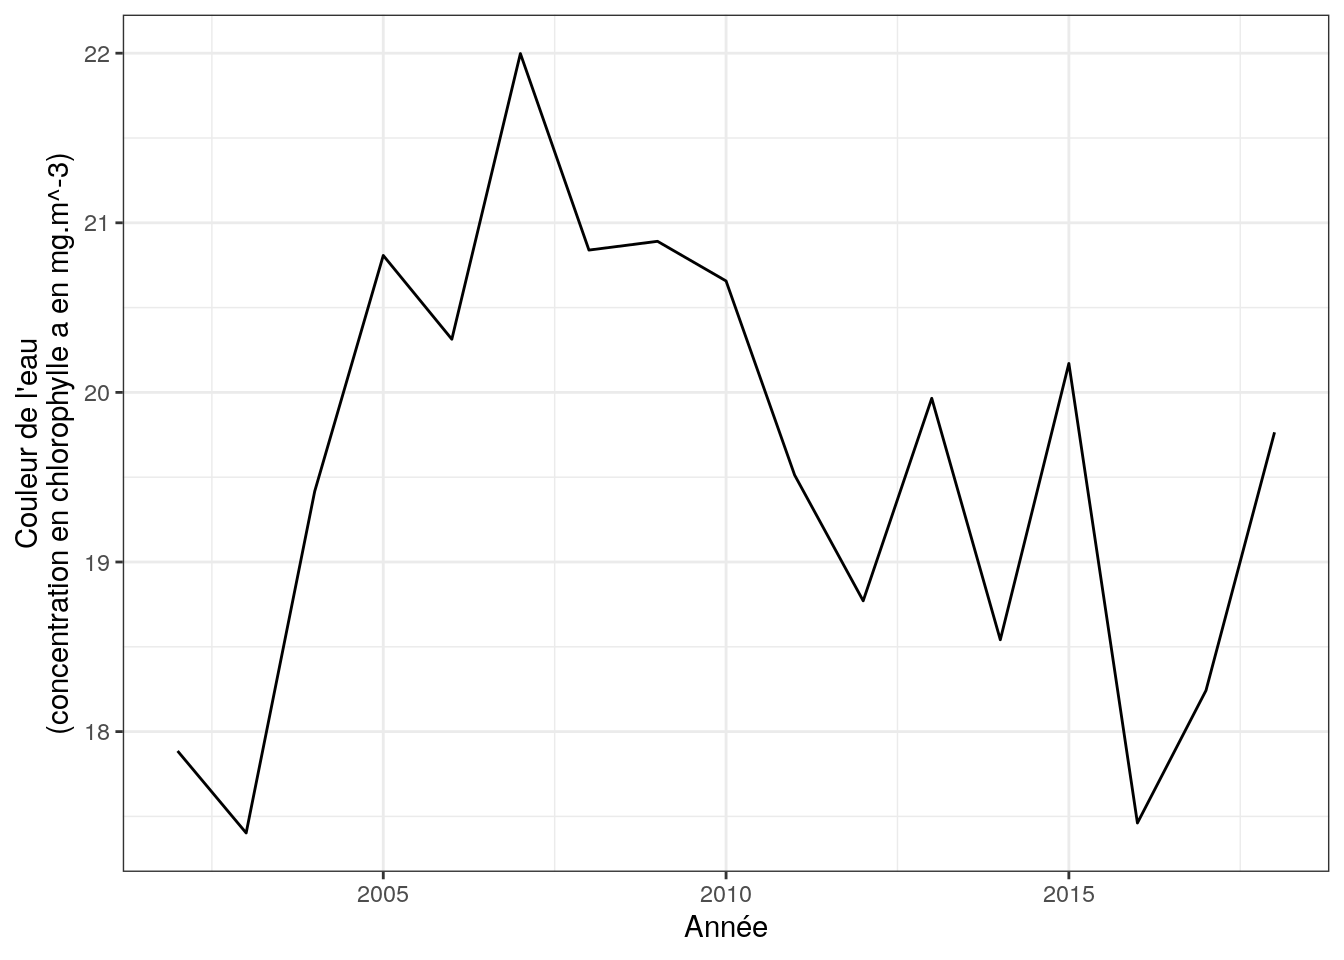 Couleur de l'eau
(concentration en chlorophylle a en mg.m^-3)
22
21
20
19
18
2005
2010
2015
Année